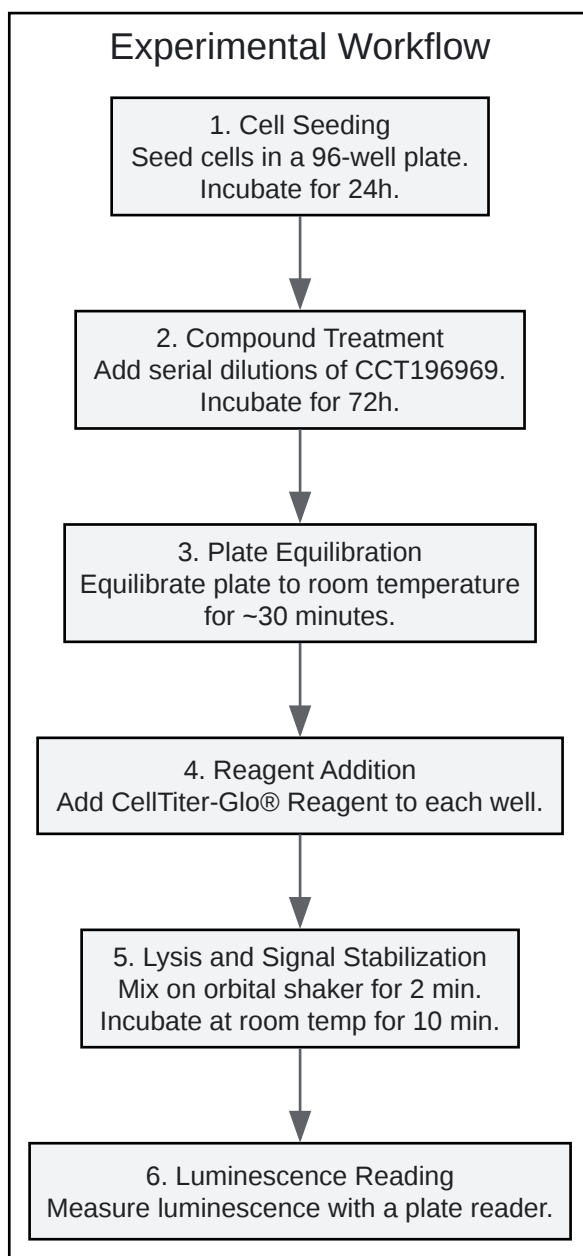 Experimental Workflow
1. Cell Seeding
Seed cells in a 96-well plate.
Incubate for 24h.
2. Compound Treatment
Add serial dilutions of CCT196969.
Incubate for 72h.
3. Plate Equilibration
Equilibrate plate to room temperature
for ~30 minutes.
4. Reagent Addition
Add CellTiter-Glo® Reagent to each well.
5. Lysis and Signal Stabilization
Mix on orbital shaker for 2 min.
Incubate at room temp for 10 min.
6. Luminescence Reading
Measure luminescence with a plate reader.